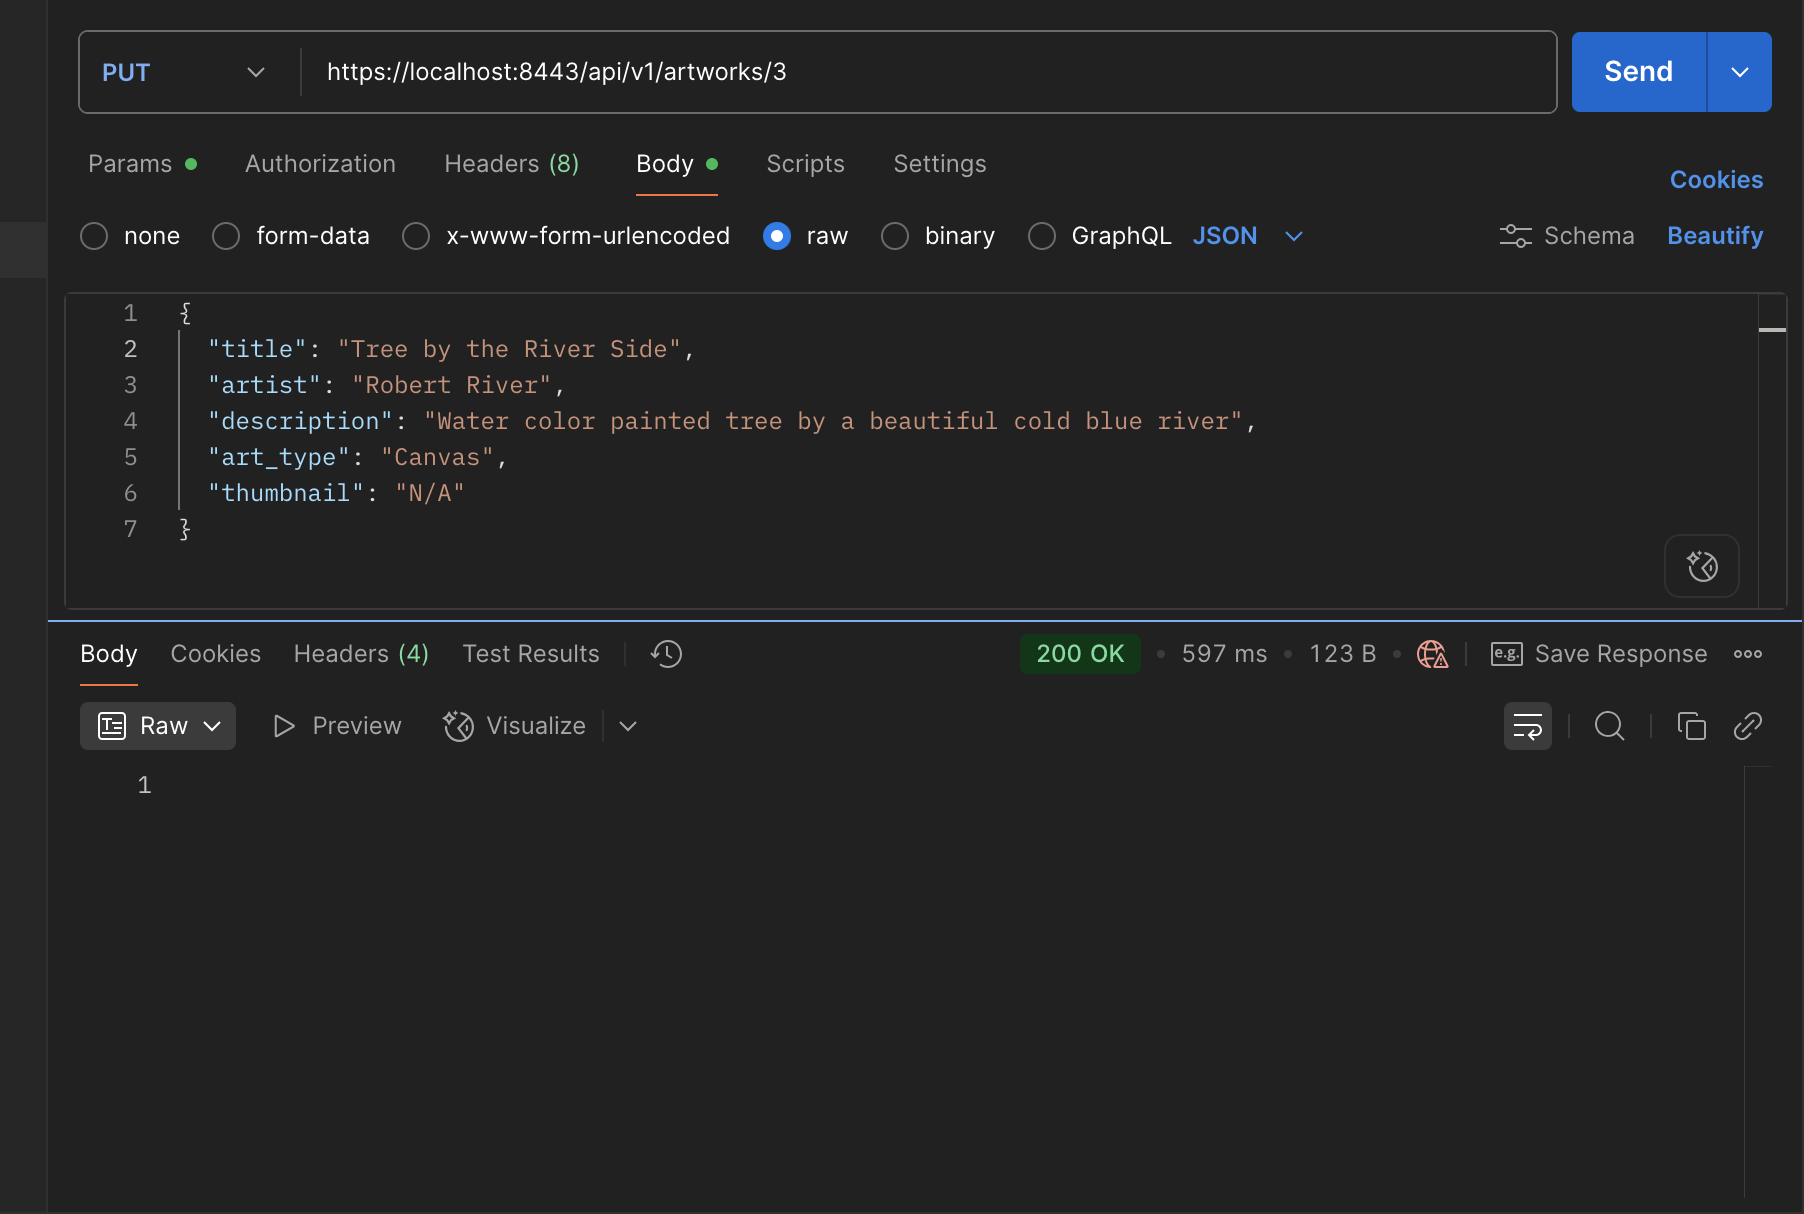 PUT https://localhost:8443/api/v1/artworks/3 Send
Params Authorization Headers (8) Body Scripts Settings Cookies
none form-data x-www-form-urlencoded raw binary GraphQL JSON Schema Beautify
1 {
2 "title": "Tree by the River Side",
3 "artist": "Robert River",
4 "description": "Water color painted tree by a beautiful cold blue river",
5 "art_type": "Canvas",
6 "thumbnail": "N/A"
7 }
Body Cookies Headers (4) Test Results 200 OK • 597 ms • 123 B • e.g. Save Response
Raw Preview Visualize
1